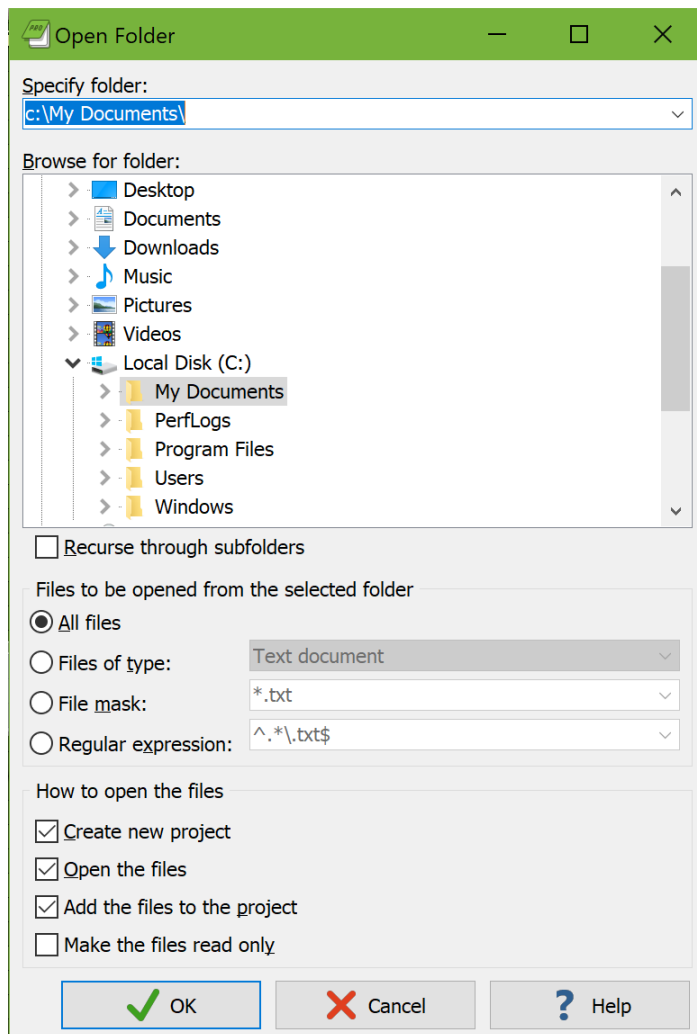 Open Folder
Specify folder:
c:\My Documents\
Browse for folder:
Desktop
Documents
Downloads
Music
Pictures
Videos
Local Disk (C:)
My Documents
PerfLogs
Program Files
Users
Windows
Recurse through subfolders
Files to be opened from the selected folder
All files
Files of type: Text document
File mask: *.txt
Regular expression: ^.*\.txt$
How to open the files
Create new project
Open the files
Add the files to the project
Make the files read only
OK Cancel ? Help